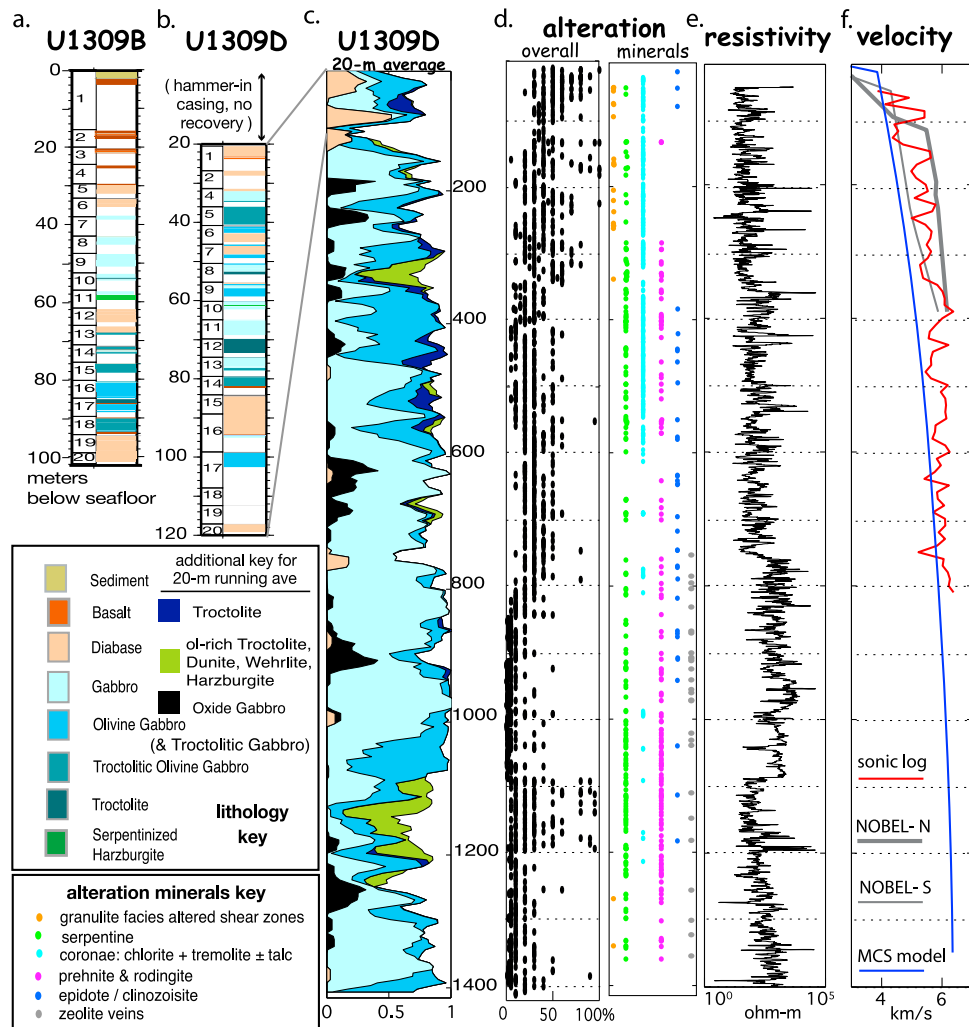 a.
U1309B
0
20
40
60
80
100
1
2
3
4
5
6
7
8
9
10
11
12
13
14
15
16
17
18
19
20
meters
below seafloor
b.
U1309D
( hammer-in
casing, no
recovery )
20
40
60
80
100
120
1
2
3
4
5
6
7
8
9
10
11
12
13
14
15
16
17
18
19
20
c.
U1309D
20-m average
200
400
600
800
1000
1200
1400
0
0.5
1
d.
alteration
overall
minerals
0
50
100%
e.
resistivity
10⁰
10⁵
ohm-m
f.
velocity
sonic log
NOBEL- N
NOBEL- S
MCS model
4
6
km/s
Sediment
Basalt
Diabase
Gabbro
Olivine Gabbro
(& Troctolitic Gabbro)
Troctolitic Olivine Gabbro
Troctolite
Serpentinized
Harzburgite
additional key for
20-m running ave
Troctolite
ol-rich Troctolite,
Dunite, Wehrlite,
Harzburgite
Oxide Gabbro
lithology
key
alteration minerals key
granulite facies altered shear zones
serpentine
coronae: chlorite + tremolite ± talc
prehnite & rodingite
epidote / clinozoisite
zeolite veins